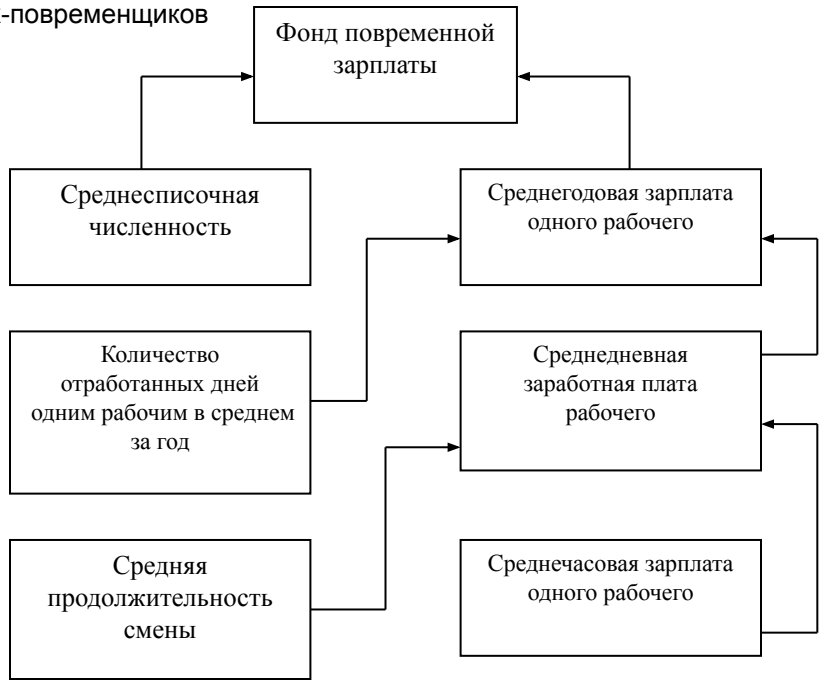 -повременщиков
Фонд повременной
зарплаты
Среднесписочная
численность
Среднегодовая зарплата
одного рабочего
Количество
отработанных дней
одним рабочим в среднем
за год
Среднедневная
заработная плата
рабочего
Средняя
продолжительность
смены
Среднечасовая зарплата
одного рабочего